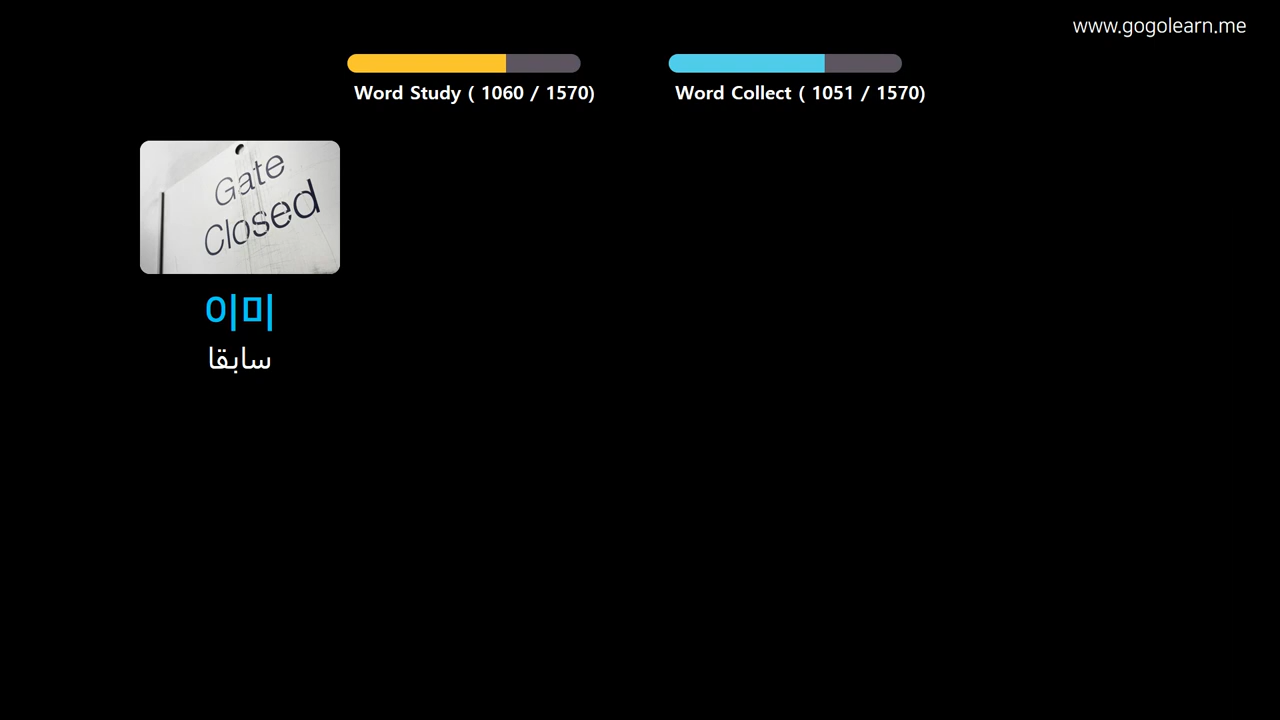 www.gogolearn.me
Word Study ( 1060 / 1570)
Word Collect ( 1051 / 1570)
Gate
Closed
이미
سابقا